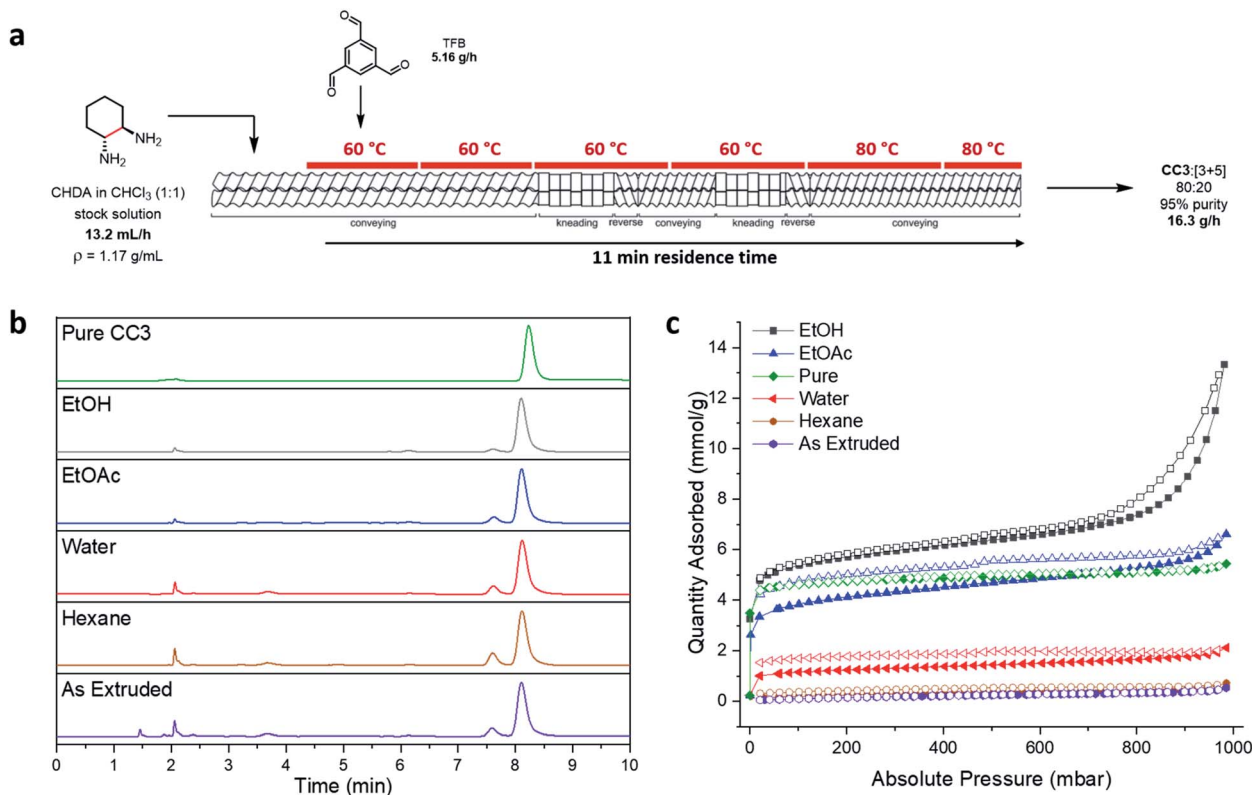 a
TFB
5.16 g/h
O
O
O
NH₂
NH₂
60 °C 60 °C 60 °C 60 °C 80 °C 80 °C
CHDA in CHCl₃ (1:1)
stock solution
13.2 mL/h
ρ = 1.17 g/mL
conveying kneading reverse conveying kneading reverse conveying
11 min residence time
CC3:[3+5]
80:20
95% purity
16.3 g/h
b
Pure CC3
EtOH
EtOAc
Water
Hexane
As Extruded
0 1 2 3 4 5 6 7 8 9 10
Time (min)
c
EtOH
EtOAc
Pure
Water
Hexane
As Extruded
Quantity Adsorbed (mmol/g)
14
12
10
8
6
4
2
0
0 200 400 600 800 1000
Absolute Pressure (mbar)